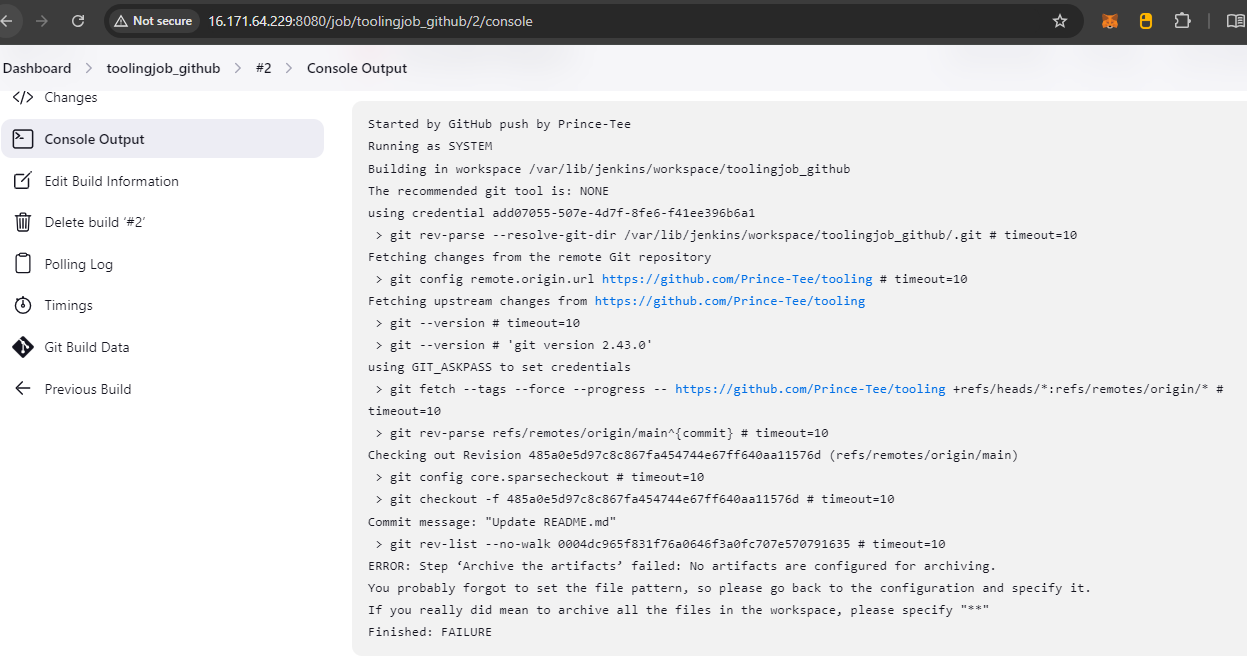 Not secure 16.171.64.229:8080/job/toolingjob_github/2/console
Dashboard > toolingjob_github > #2 > Console Output
Changes
Console Output
Edit Build Information
Delete build ‘#2’
Polling Log
Timings
Git Build Data
Previous Build
Started by GitHub push by Prince-Tee
Running as SYSTEM
Building in workspace /var/lib/jenkins/workspace/toolingjob_github
The recommended git tool is: NONE
using credential add07055-507e-4d7f-8fe6-f41ee396b6a1
> git rev-parse --resolve-git-dir /var/lib/jenkins/workspace/toolingjob_github/.git # timeout=10
Fetching changes from the remote Git repository
> git config remote.origin.url https://github.com/Prince-Tee/tooling # timeout=10
Fetching upstream changes from https://github.com/Prince-Tee/tooling
> git --version # timeout=10
> git --version # 'git version 2.43.0'
using GIT_ASKPASS to set credentials
> git fetch --tags --force --progress -- https://github.com/Prince-Tee/tooling +refs/heads/*:refs/remotes/origin/* #
timeout=10
> git rev-parse refs/remotes/origin/main^{commit} # timeout=10
Checking out Revision 485a0e5d97c8c867fa454744e67ff640aa11576d (refs/remotes/origin/main)
> git config core.sparsecheckout # timeout=10
> git checkout -f 485a0e5d97c8c867fa454744e67ff640aa11576d # timeout=10
Commit message: "Update README.md"
> git rev-list --no-walk 0004dc965f831f76a0646f3a0fc707e570791635 # timeout=10
ERROR: Step ‘Archive the artifacts’ failed: No artifacts are configured for archiving.
You probably forgot to set the file pattern, so please go back to the configuration and specify it.
If you really did mean to archive all the files in the workspace, please specify "**"
Finished: FAILURE